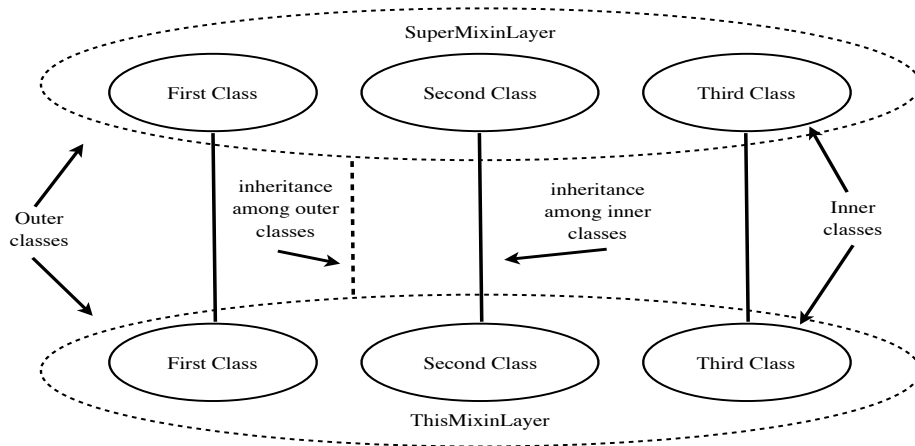 SuperMixinLayer
First Class
Second Class
Third Class
inheritance
among outer
classes
inheritance
among inner
classes
Outer
classes
Inner
classes
First Class
Second Class
Third Class
ThisMixinLayer